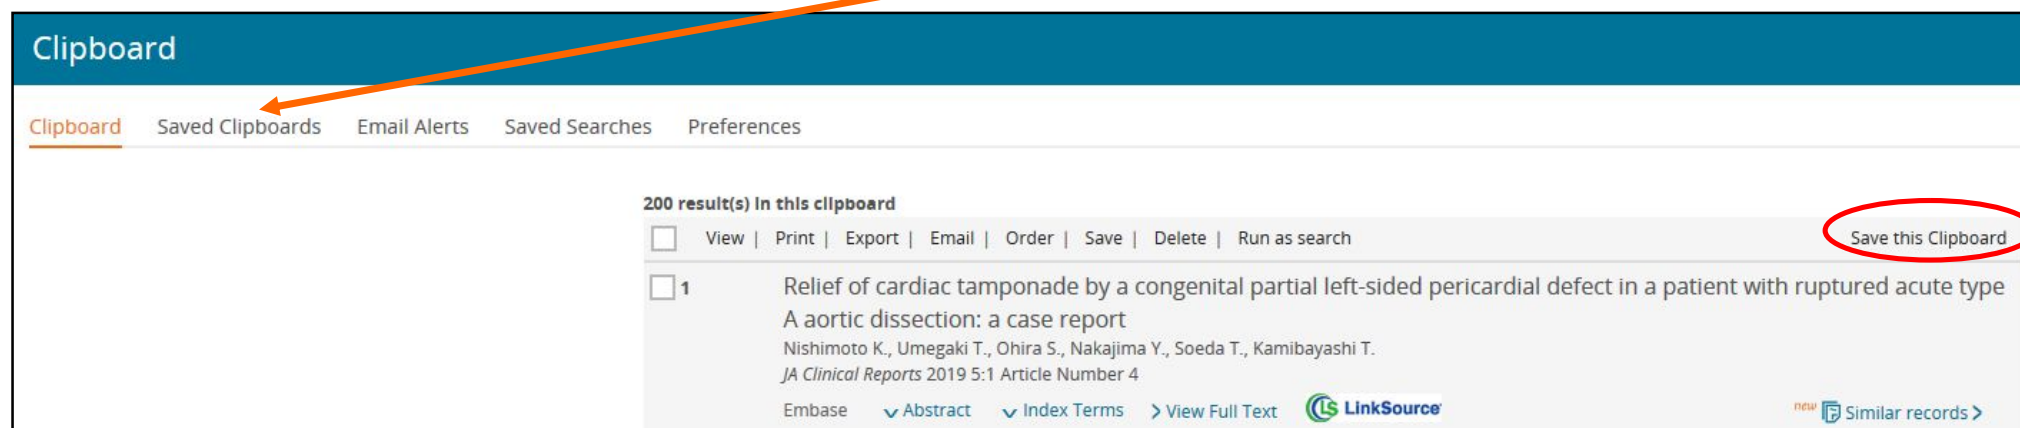 Clipboard
Clipboard Saved Clipboards Email Alerts Saved Searches Preferences
200 result(s) in this clipboard
View | Print | Export | Email | Order | Save | Delete | Run as search Save this Clipboard
1 Relief of cardiac tamponade by a congenital partial left-sided pericardial defect in a patient with ruptured acute type
A aortic dissection: a case report
Nishimoto K., Umegaki T., Ohira S., Nakajima Y., Soeda T., Kamibayashi T.
JA Clinical Reports 2019 5:1 Article Number 4
Embase Abstract Index Terms View Full Text LS LinkSource new Similar records